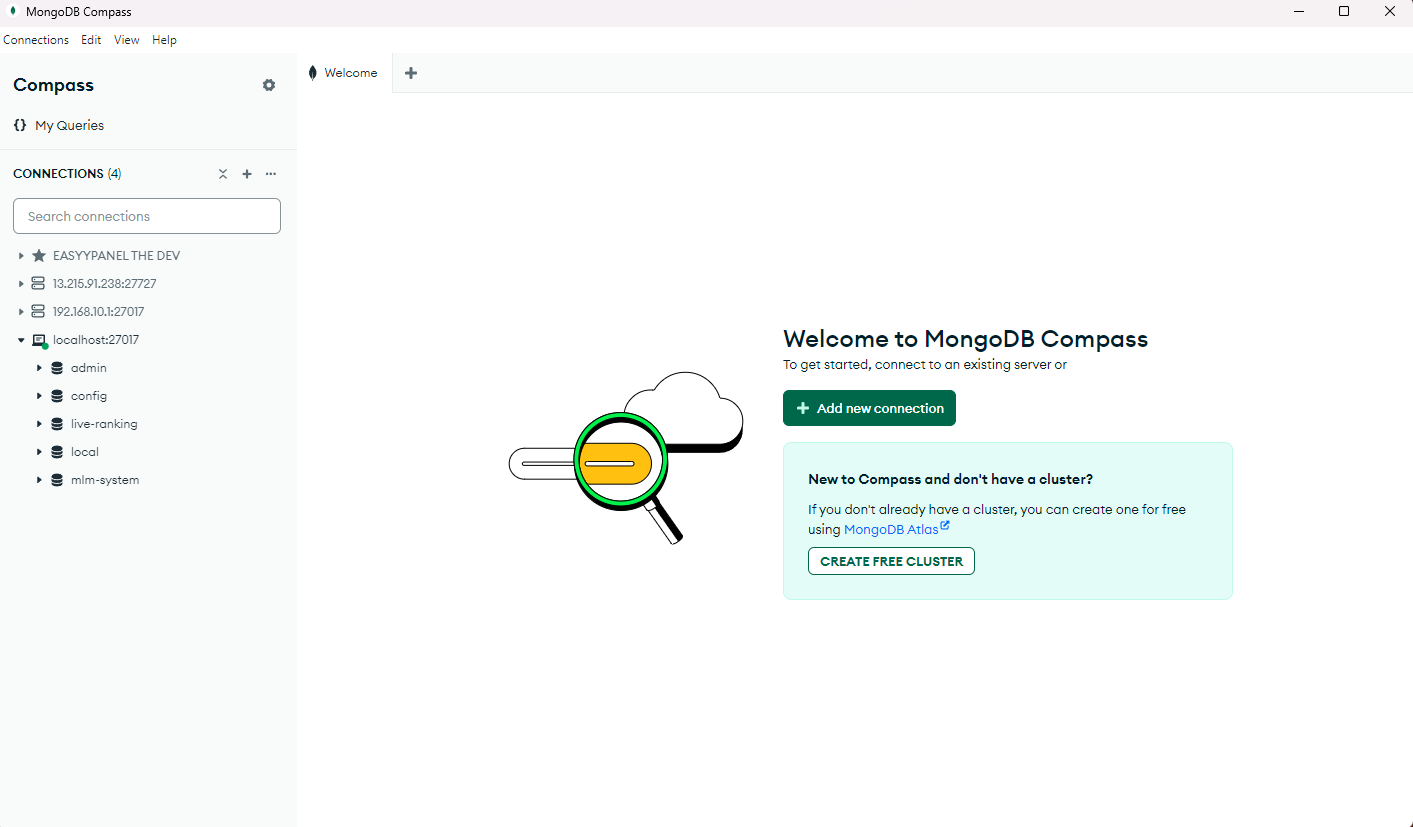 MongoDB Compass
Connections Edit View Help
Compass
Welcome
My Queries
CONNECTIONS (4)
Search connections
EASYYPANEL THE DEV
13.215.91.238:27727
192.168.10.1:27017
localhost:27017
admin
config
live-ranking
local
mlm-system
Welcome to MongoDB Compass
To get started, connect to an existing server or
Add new connection
New to Compass and don't have a cluster?
If you don't already have a cluster, you can create one for free
using MongoDB Atlas
CREATE FREE CLUSTER